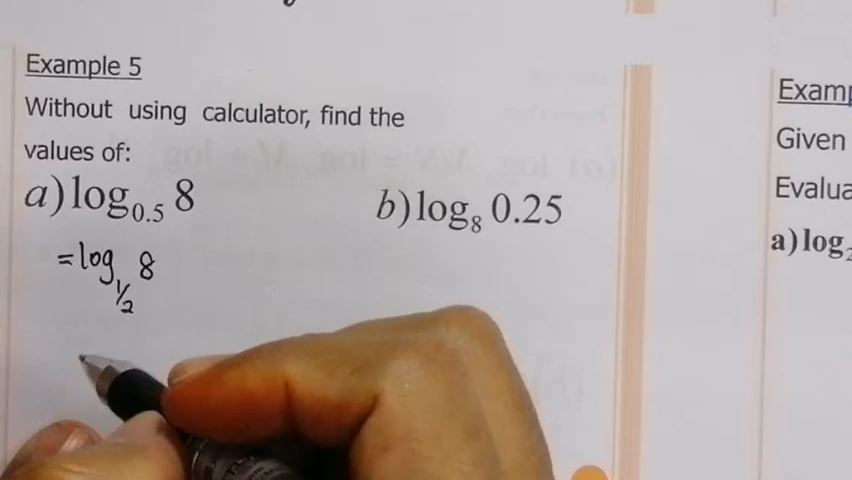 Example 5
Without using calculator, find the
values of:
a) log₀.₅ 8
b) log₈ 0.25
= log₁/₂ 8
Examp
Given
Evalua
a) log₂